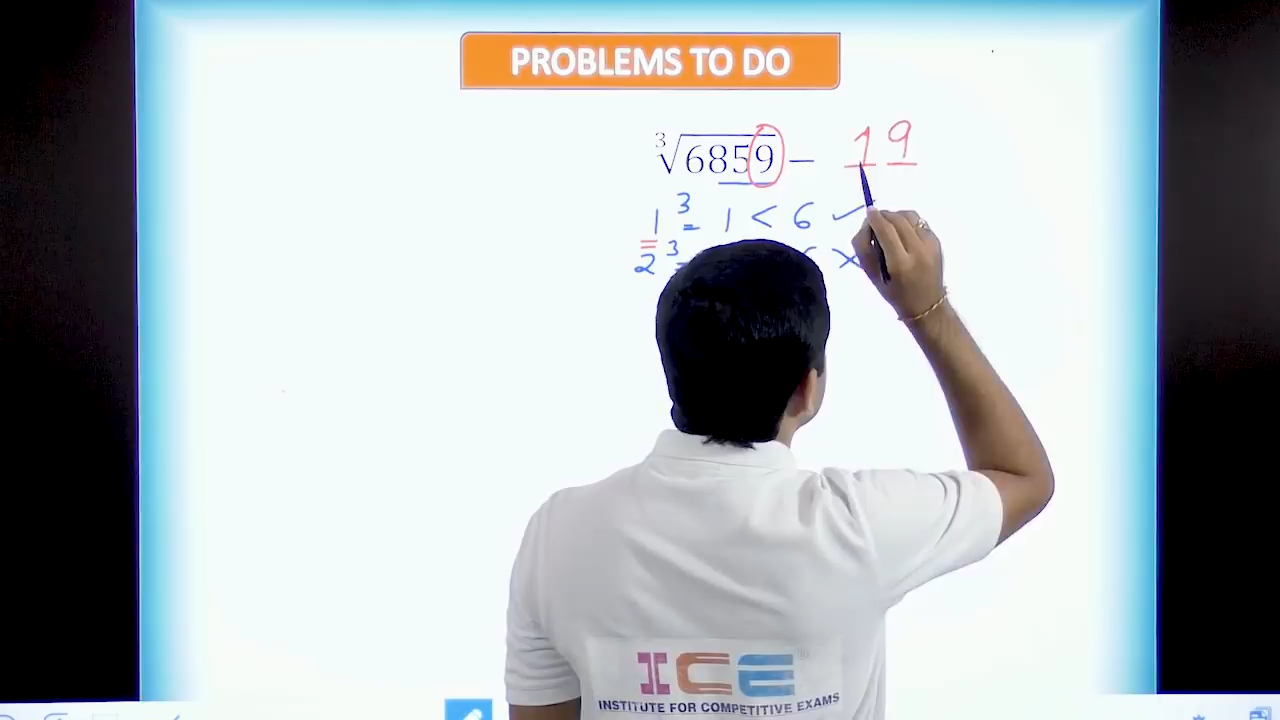 PROBLEMS TO DO
∛6859 – 19
1³ = 1 < 6 ✓
2³
ICE
INSTITUTE FOR COMPETITIVE EXAMS